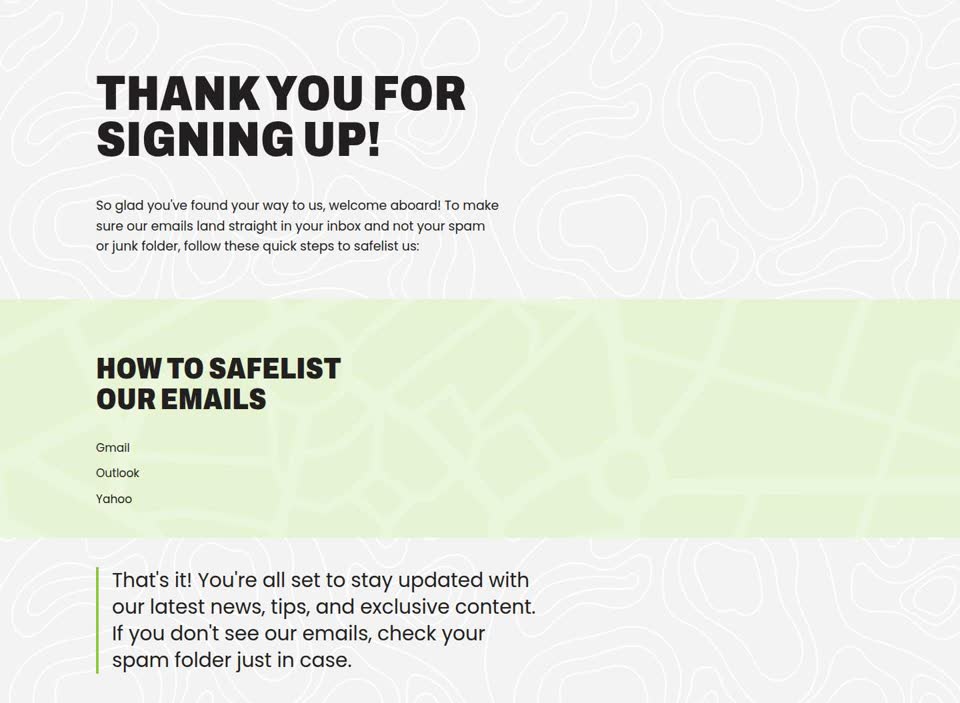 THANK YOU FOR
SIGNING UP!
So glad you've found your way to us, welcome aboard! To make
sure our emails land straight in your inbox and not your spam
or junk folder, follow these quick steps to safelist us:
HOW TO SAFELIST
OUR EMAILS
Gmail
Outlook
Yahoo
That's it! You're all set to stay updated with
our latest news, tips, and exclusive content.
If you don't see our emails, check your
spam folder just in case.